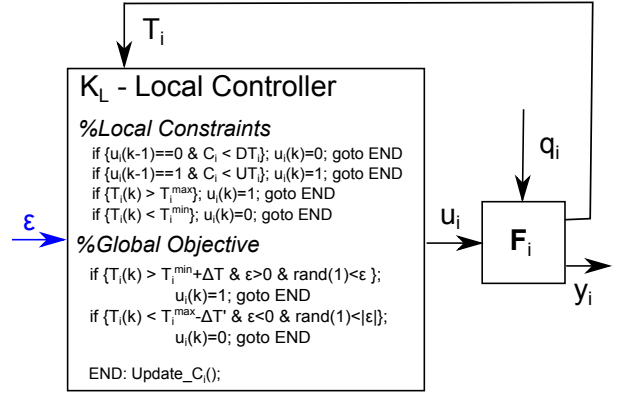 T_i
K_L - Local Controller
%Local Constraints
if {u_i(k-1)==0 & C_i < DT_i}; u_i(k)=0; goto END
if {u_i(k-1)==1 & C_i < UT_i}; u_i(k)=1; goto END
if {T_i(k) > T_i^max}; u_i(k)=1; goto END
if {T_i(k) < T_i^min}; u_i(k)=0; goto END
ε
%Global Objective
if {T_i(k) > T_i^min+ΔT & ε>0 & rand(1)<ε };
u_i(k)=1; goto END
if {T_i(k) < T_i^max-ΔT' & ε<0 & rand(1)<|ε|};
u_i(k)=0; goto END
END: Update_C_i();
u_i
q_i
F_i
y_i